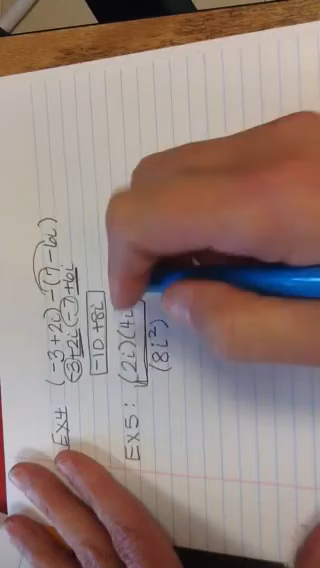 EX4 (-3+2i)-(7-6i)
-3+2i(-7)+6i
-10+8i
EX5: (2i)(4i
(8i²)